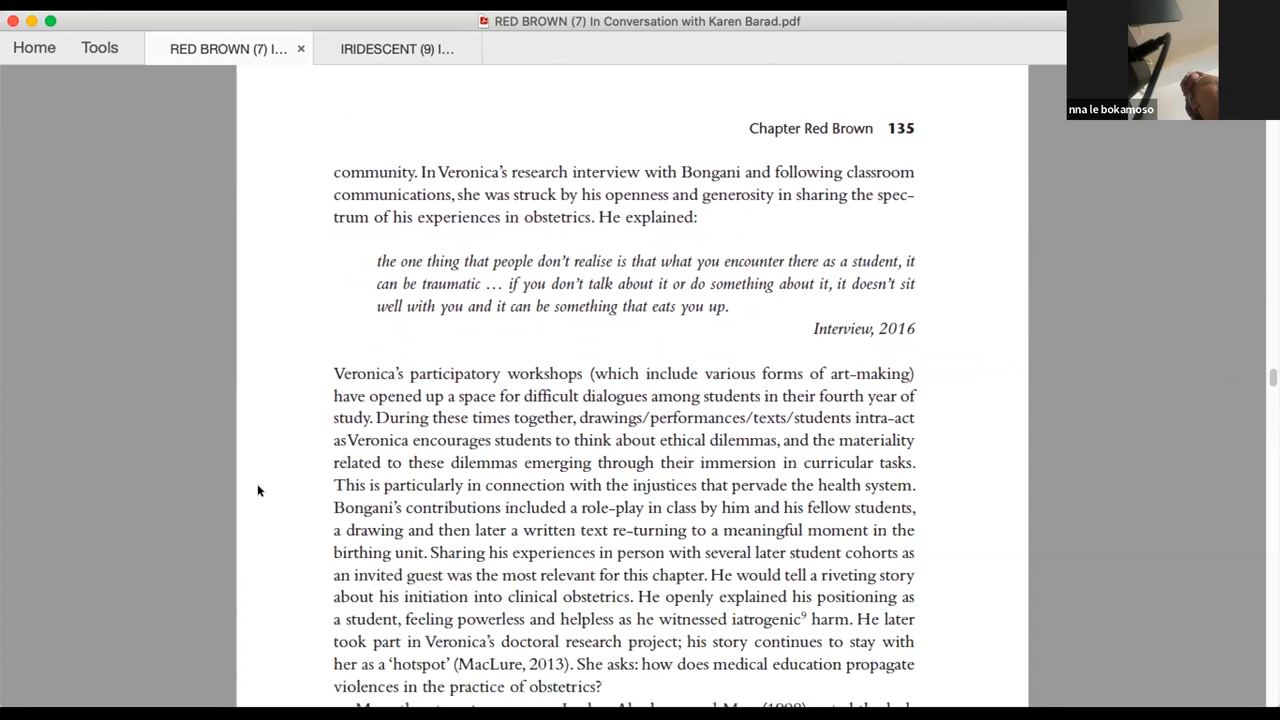 RED BROWN (7) In Conversation with Karen Barad.pdf
Home Tools RED BROWN (7) I... × IRIDESCENT (9) I...
nna le bokamoso
Chapter Red Brown 135
community. In Veronica's research interview with Bongani and following classroom
communications, she was struck by his openness and generosity in sharing the spec-
trum of his experiences in obstetrics. He explained:
the one thing that people don't realise is that what you encounter there as a student, it
can be traumatic … if you don't talk about it or do something about it, it doesn't sit
well with you and it can be something that eats you up.
Interview, 2016
Veronica's participatory workshops (which include various forms of art-making)
have opened up a space for difficult dialogues among students in their fourth year of
study. During these times together, drawings/performances/texts/students intra-act
as Veronica encourages students to think about ethical dilemmas, and the materiality
related to these dilemmas emerging through their immersion in curricular tasks.
This is particularly in connection with the injustices that pervade the health system.
Bongani's contributions included a role-play in class by him and his fellow students,
a drawing and then later a written text re-turning to a meaningful moment in the
birthing unit. Sharing his experiences in person with several later student cohorts as
an invited guest was the most relevant for this chapter. He would tell a riveting story
about his initiation into clinical obstetrics. He openly explained his positioning as
a student, feeling powerless and helpless as he witnessed iatrogenic⁹ harm. He later
took part in Veronica's doctoral research project; his story continues to stay with
her as a 'hotspot' (MacLure, 2013). She asks: how does medical education propagate
violences in the practice of obstetrics?